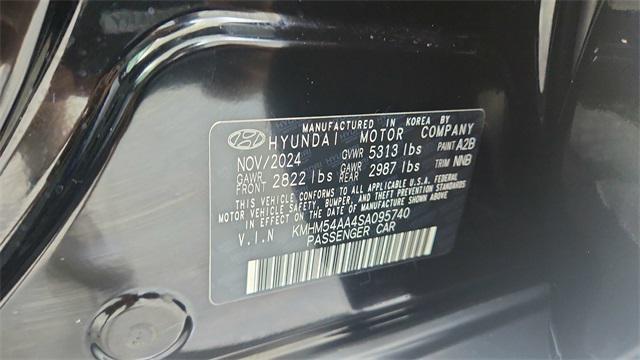 MANUFACTURED IN KOREA BY
HYUNDAI MOTOR COMPANY
NOV/2024 GVWR 5313 lbs PAINT A2B
GAWR FRONT 2822 lbs GAWR REAR 2987 lbs TRIM NNB
THIS VEHICLE CONFORMS TO ALL APPLICABLE U.S.A. FEDERAL
MOTOR VEHICLE SAFETY, BUMPER, AND THEFT PREVENTION STANDARDS
IN EFFECT ON THE DATE OF MANUFACTURE SHOWN ABOVE
V.I.N KMHM54AA4SA095740
PASSENGER CAR